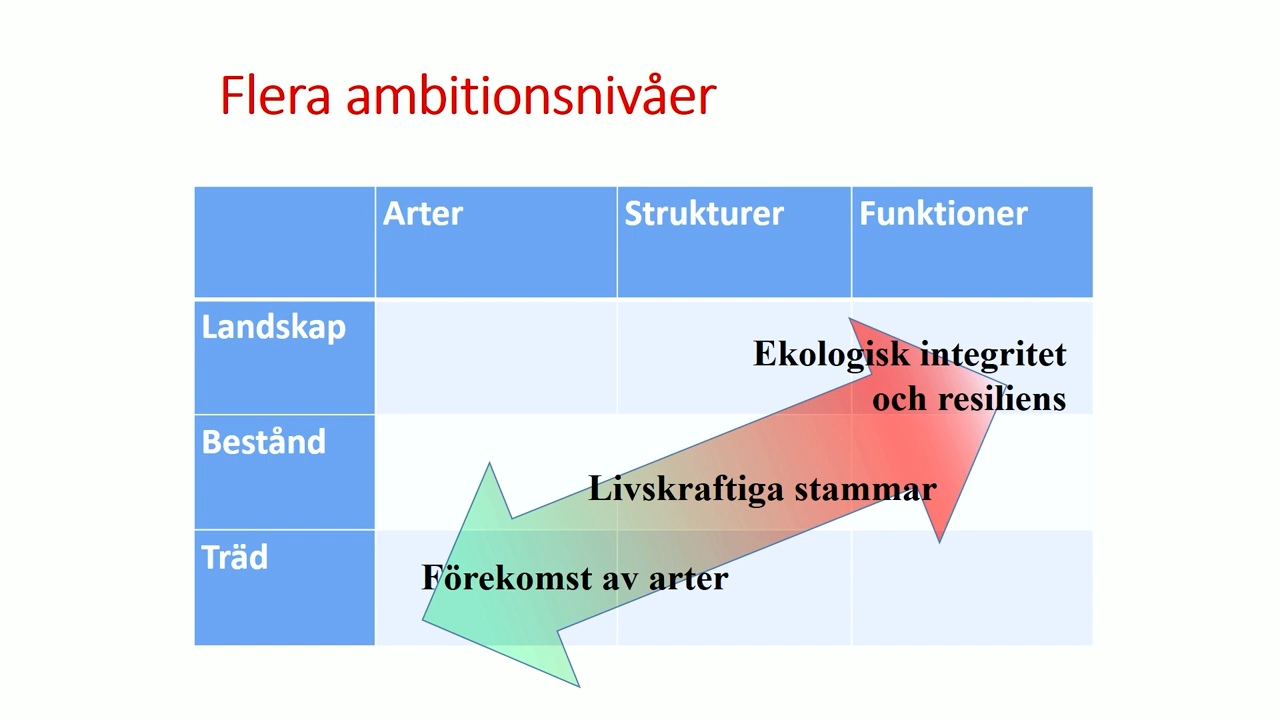 Flera ambitionsnivåer
Arter
Strukturer
Funktioner
Landskap
Ekologisk integritet
och resiliens
Bestånd
Livskraftiga stammar
Träd
Förekomst av arter